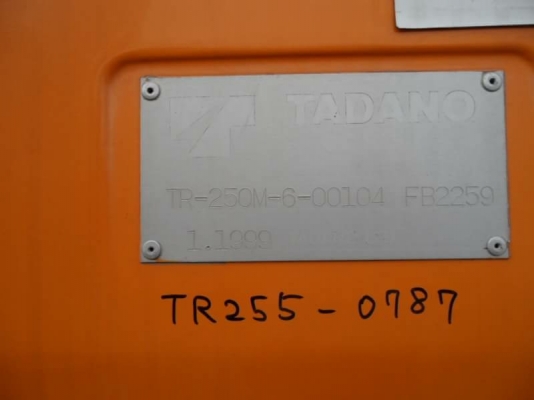 TADANO
TR-250M-6-00104 FB2259
1.1999
TR255-0787